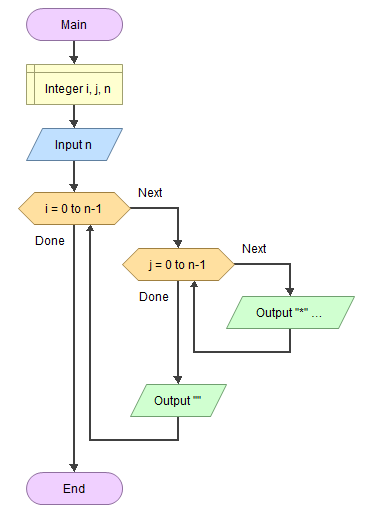 Main
Integer i, j, n
Input n
i = 0 to n-1
Next
Done
j = 0 to n-1
Next
Done
Output "*" ...
Output ""
End